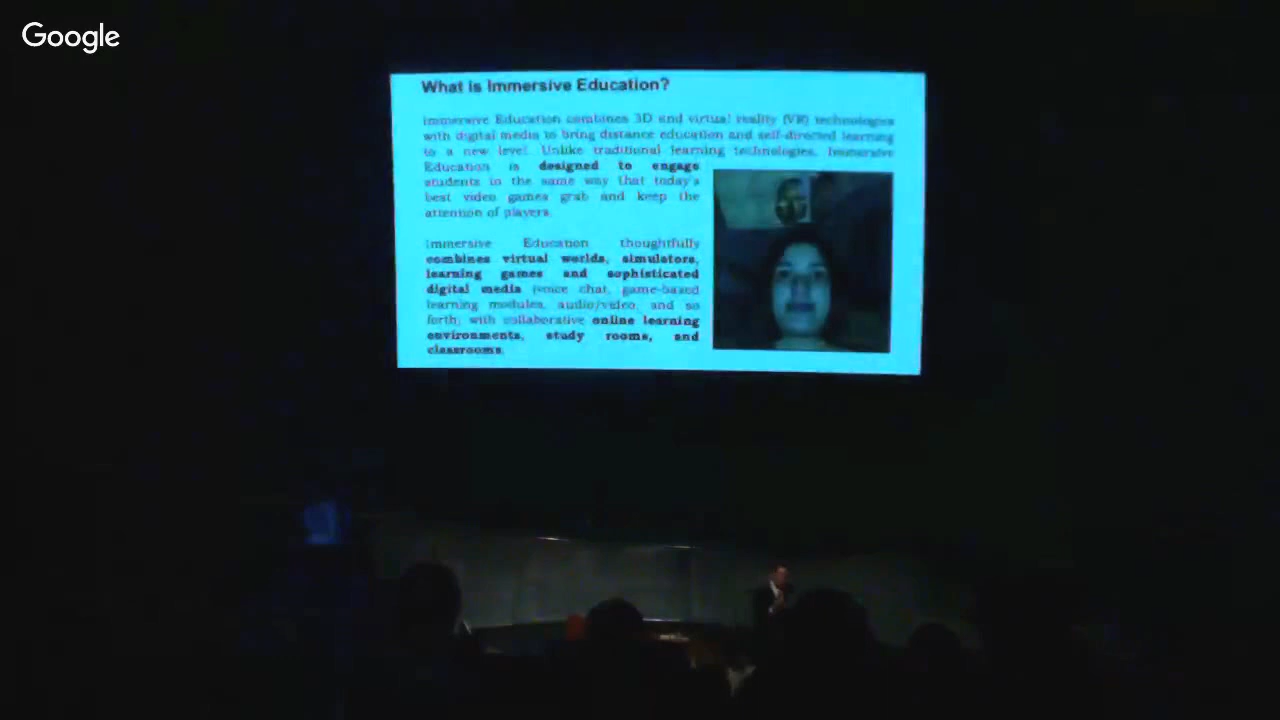 Google
What is Immersive Education?
Immersive Education combines 3D and virtual reality (VR) technologies
with digital media to bring distance education and self-directed learning
to a new level. Unlike traditional learning technologies, Immersive
Education is designed to engage
students in the same way that today's
best video games grab and keep the
attention of players.
Immersive Education thoughtfully
combines virtual worlds, simulators,
learning games and sophisticated
digital media (voice chat, game-based
learning modules, audio/video, and so
forth) with collaborative online learning
environments, study rooms, and
classrooms.